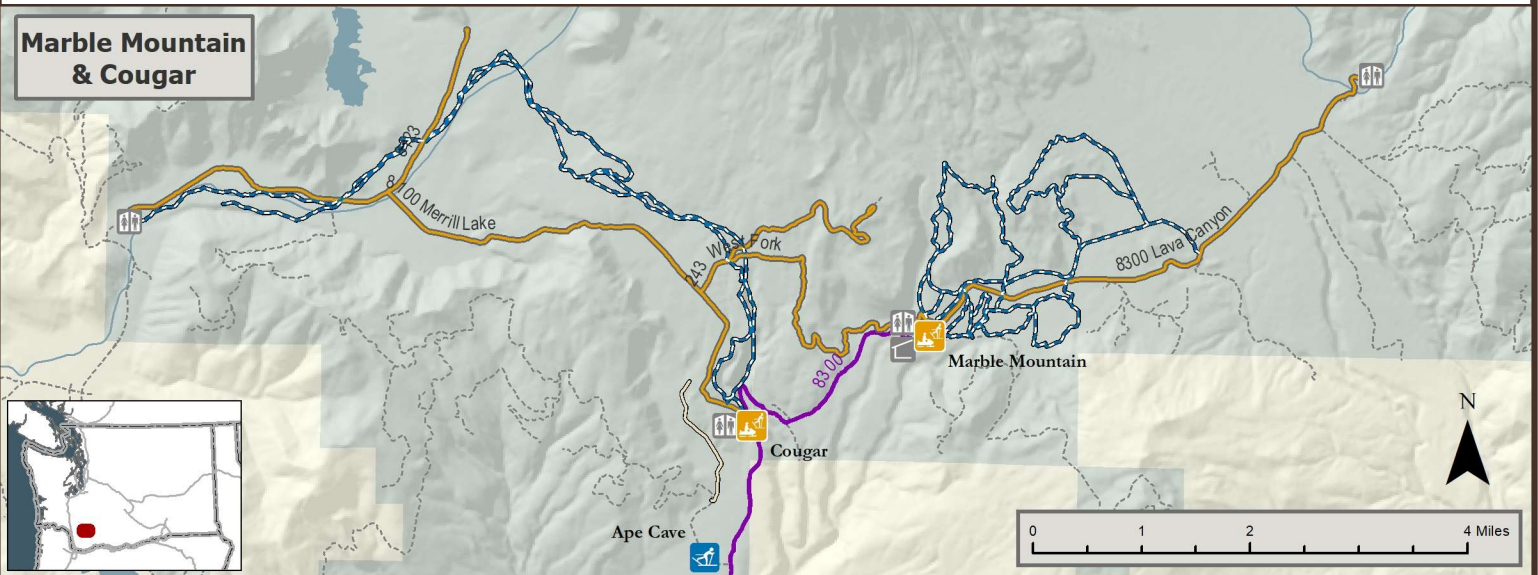 Marble Mountain
& Cougar
8123
8100 Merrill Lake
243 West Fork
8300 Lava Canyon
8300
Marble Mountain
Cougar
Ape Cave
N
0 1 2 4 Miles